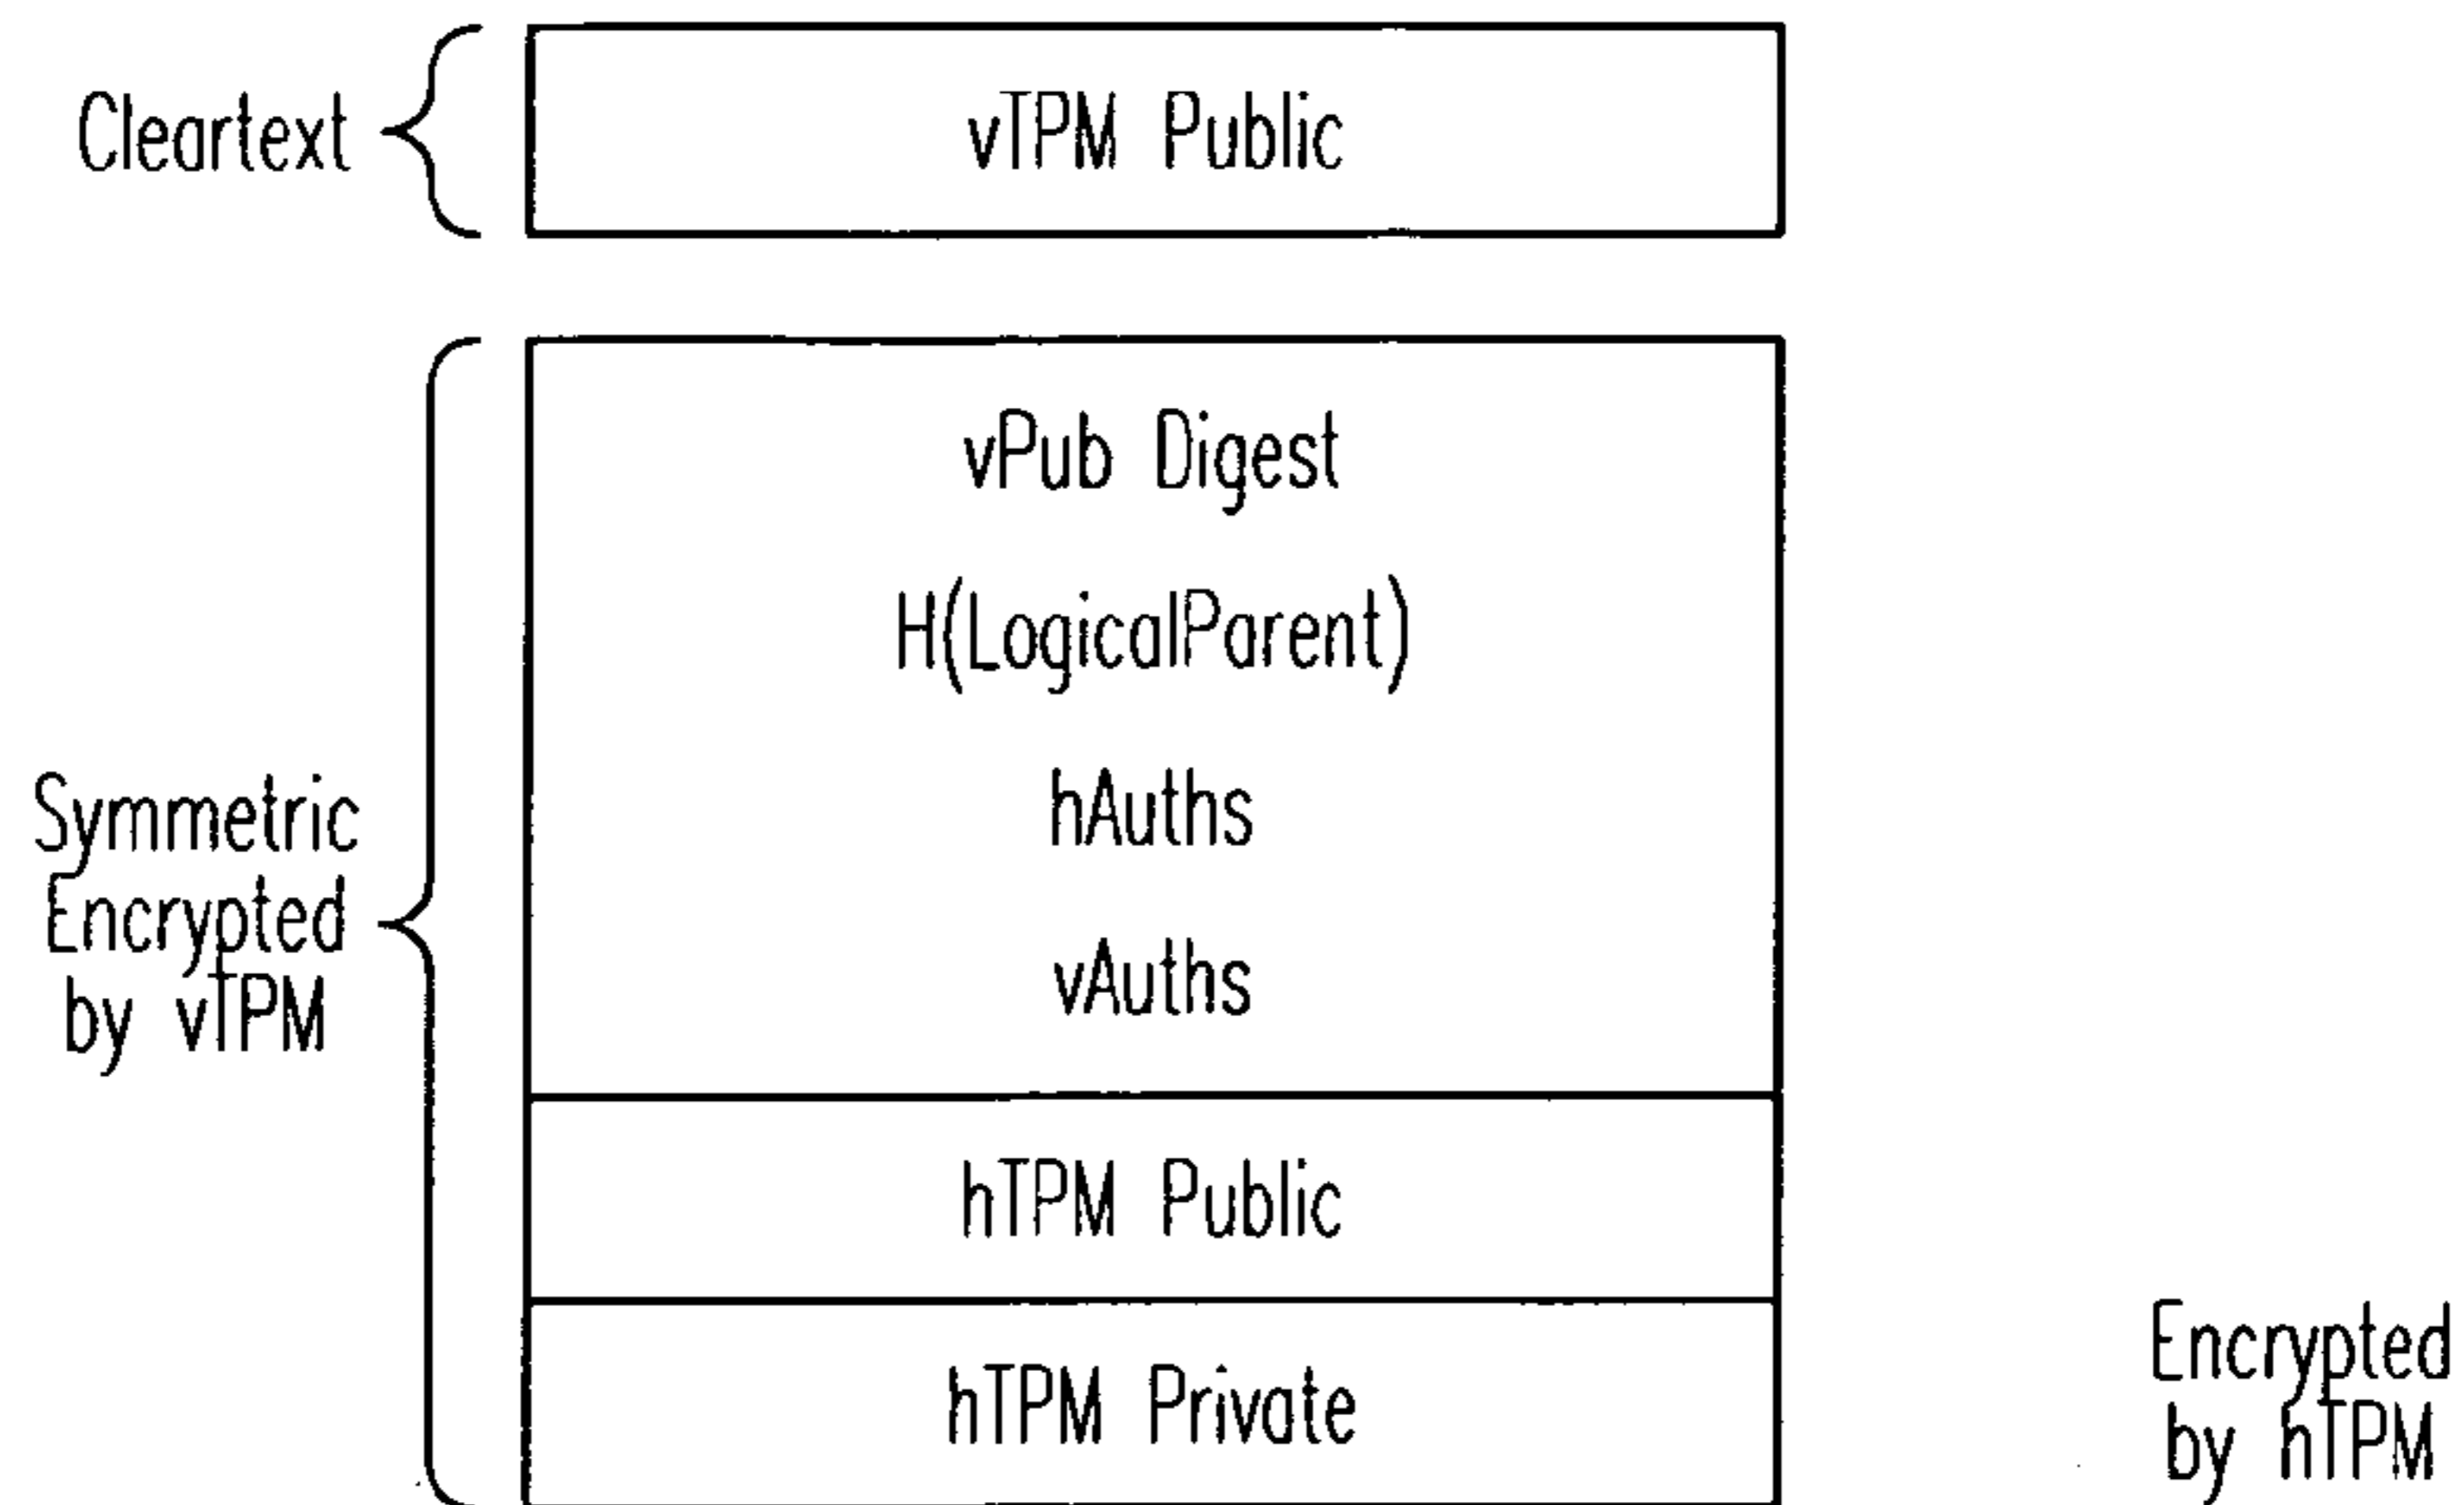 Cleartext
vTPM Public
vPub Digest
H(LogicalParent)
hAuths
vAuths
Symmetric
Encrypted
by vTPM
hTPM Public
hTPM Private
Encrypted
by hTPM